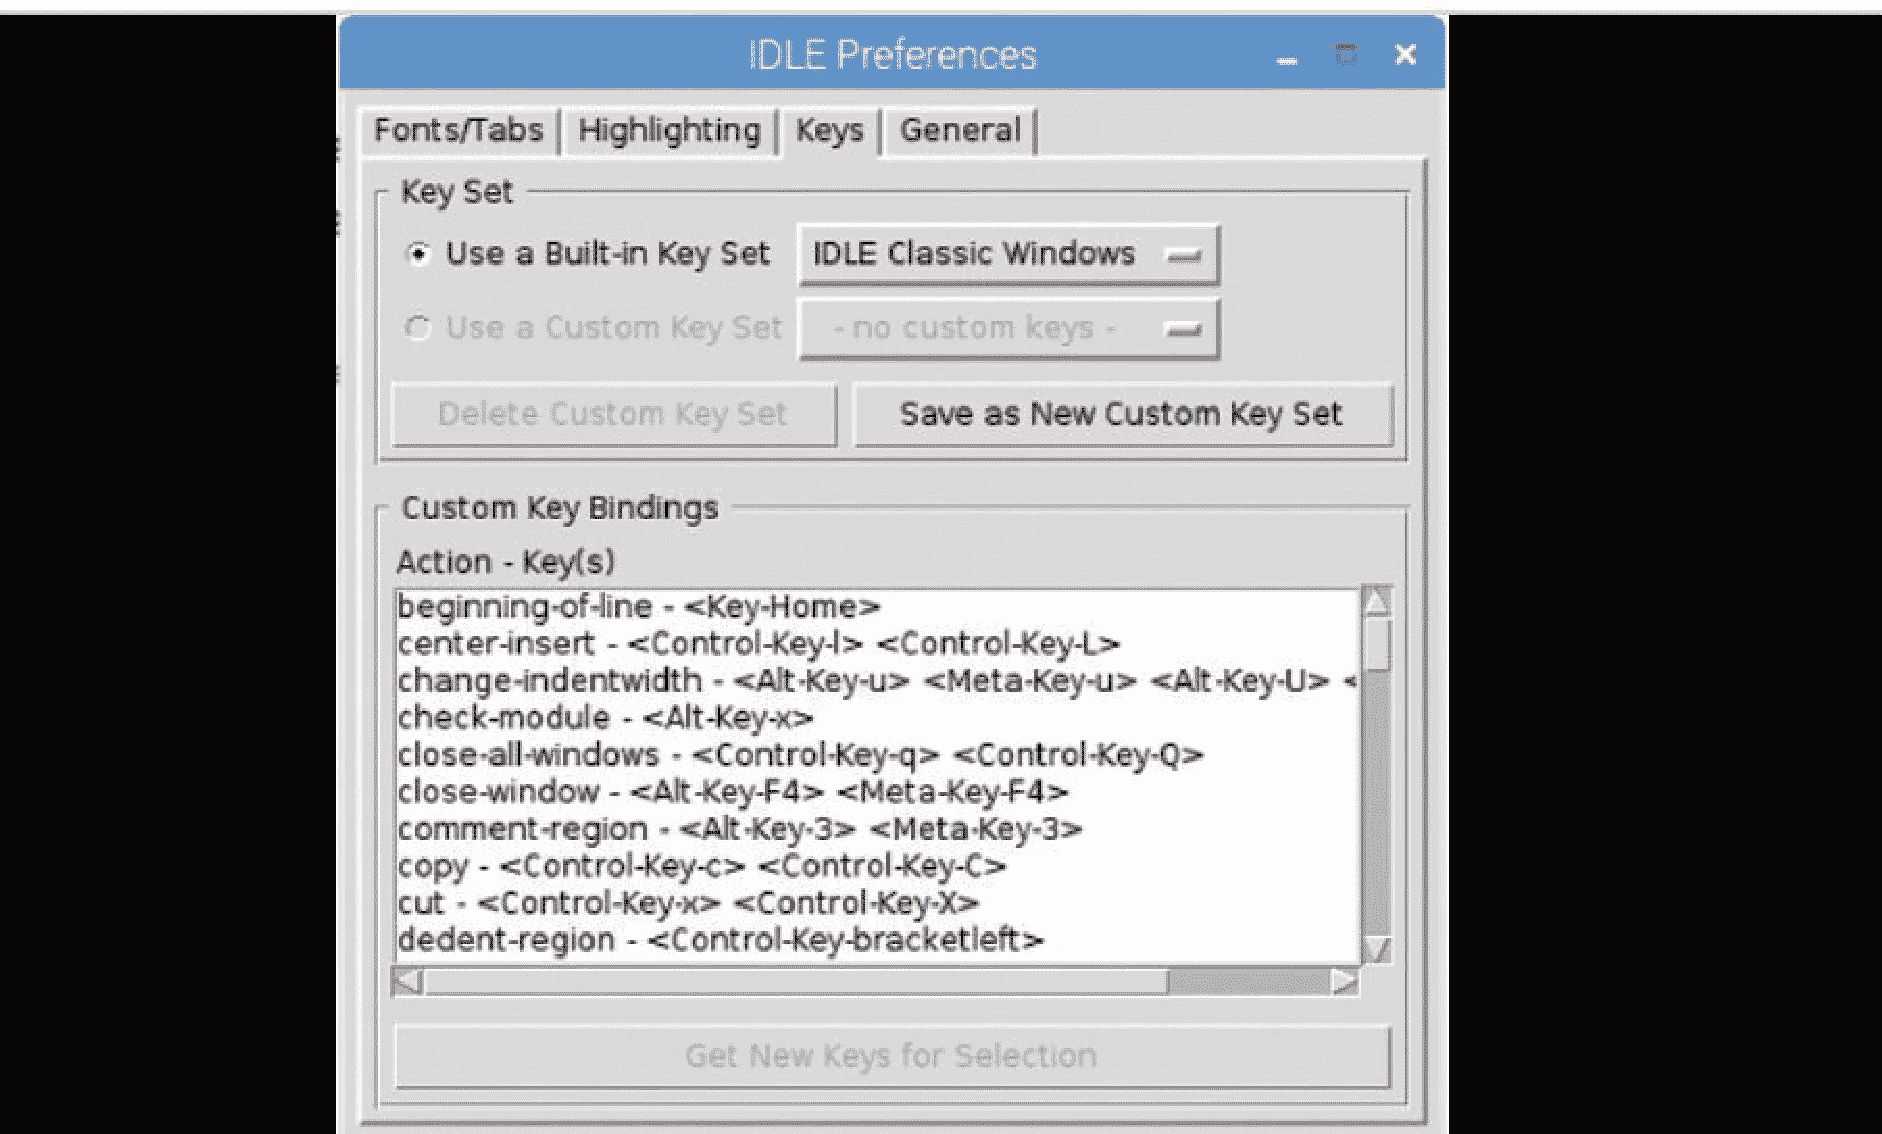 IDLE Preferences
Fonts/Tabs Highlighting Keys General
Key Set
Use a Built-in Key Set IDLE Classic Windows
Use a Custom Key Set - no custom keys -
Delete Custom Key Set Save as New Custom Key Set
Custom Key Bindings
Action - Key(s)
beginning-of-line - <Key-Home>
center-insert - <Control-Key-l> <Control-Key-L>
change-indentwidth - <Alt-Key-u> <Meta-Key-u> <Alt-Key-U> <
check-module - <Alt-Key-x>
close-all-windows - <Control-Key-q> <Control-Key-Q>
close-window - <Alt-Key-F4> <Meta-Key-F4>
comment-region - <Alt-Key-3> <Meta-Key-3>
copy - <Control-Key-c> <Control-Key-C>
cut - <Control-Key-x> <Control-Key-X>
dedent-region - <Control-Key-bracketleft>
Get New Keys for Selection